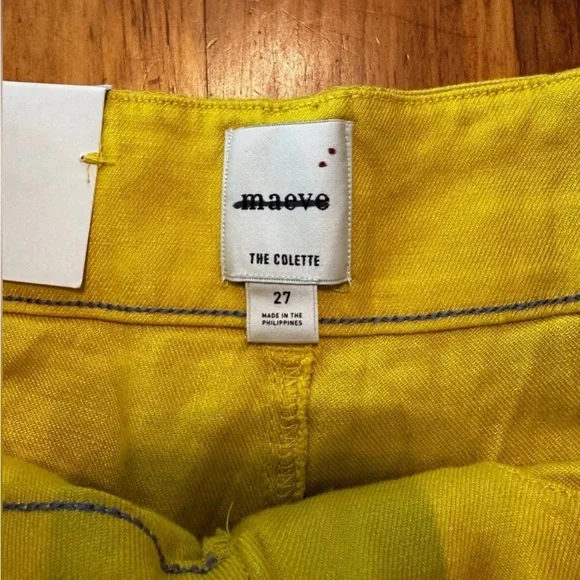 maeve
THE COLETTE
27
MADE IN THE
PHILIPPINES